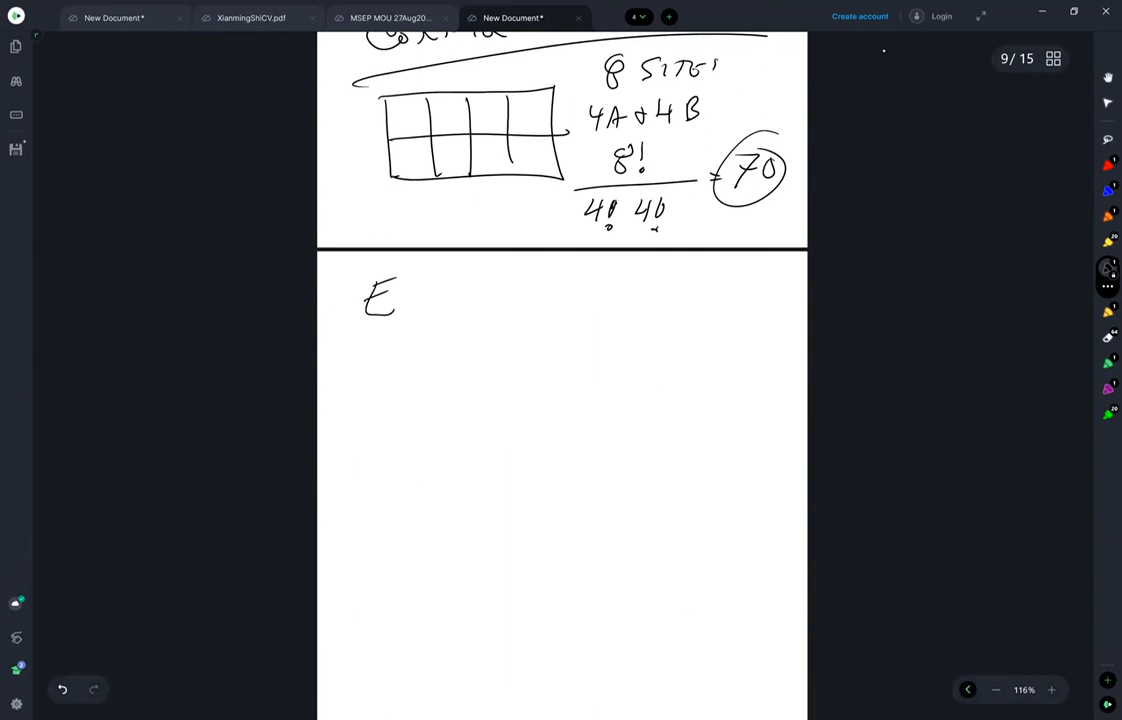 New Document*
XianmingShiCV.pdf
MSEP MOU 27Aug20...
New Document*
4
Create account
Login
9/15
8 SITES
4A & 4B
8!
4! 4!
= 70
E
116%